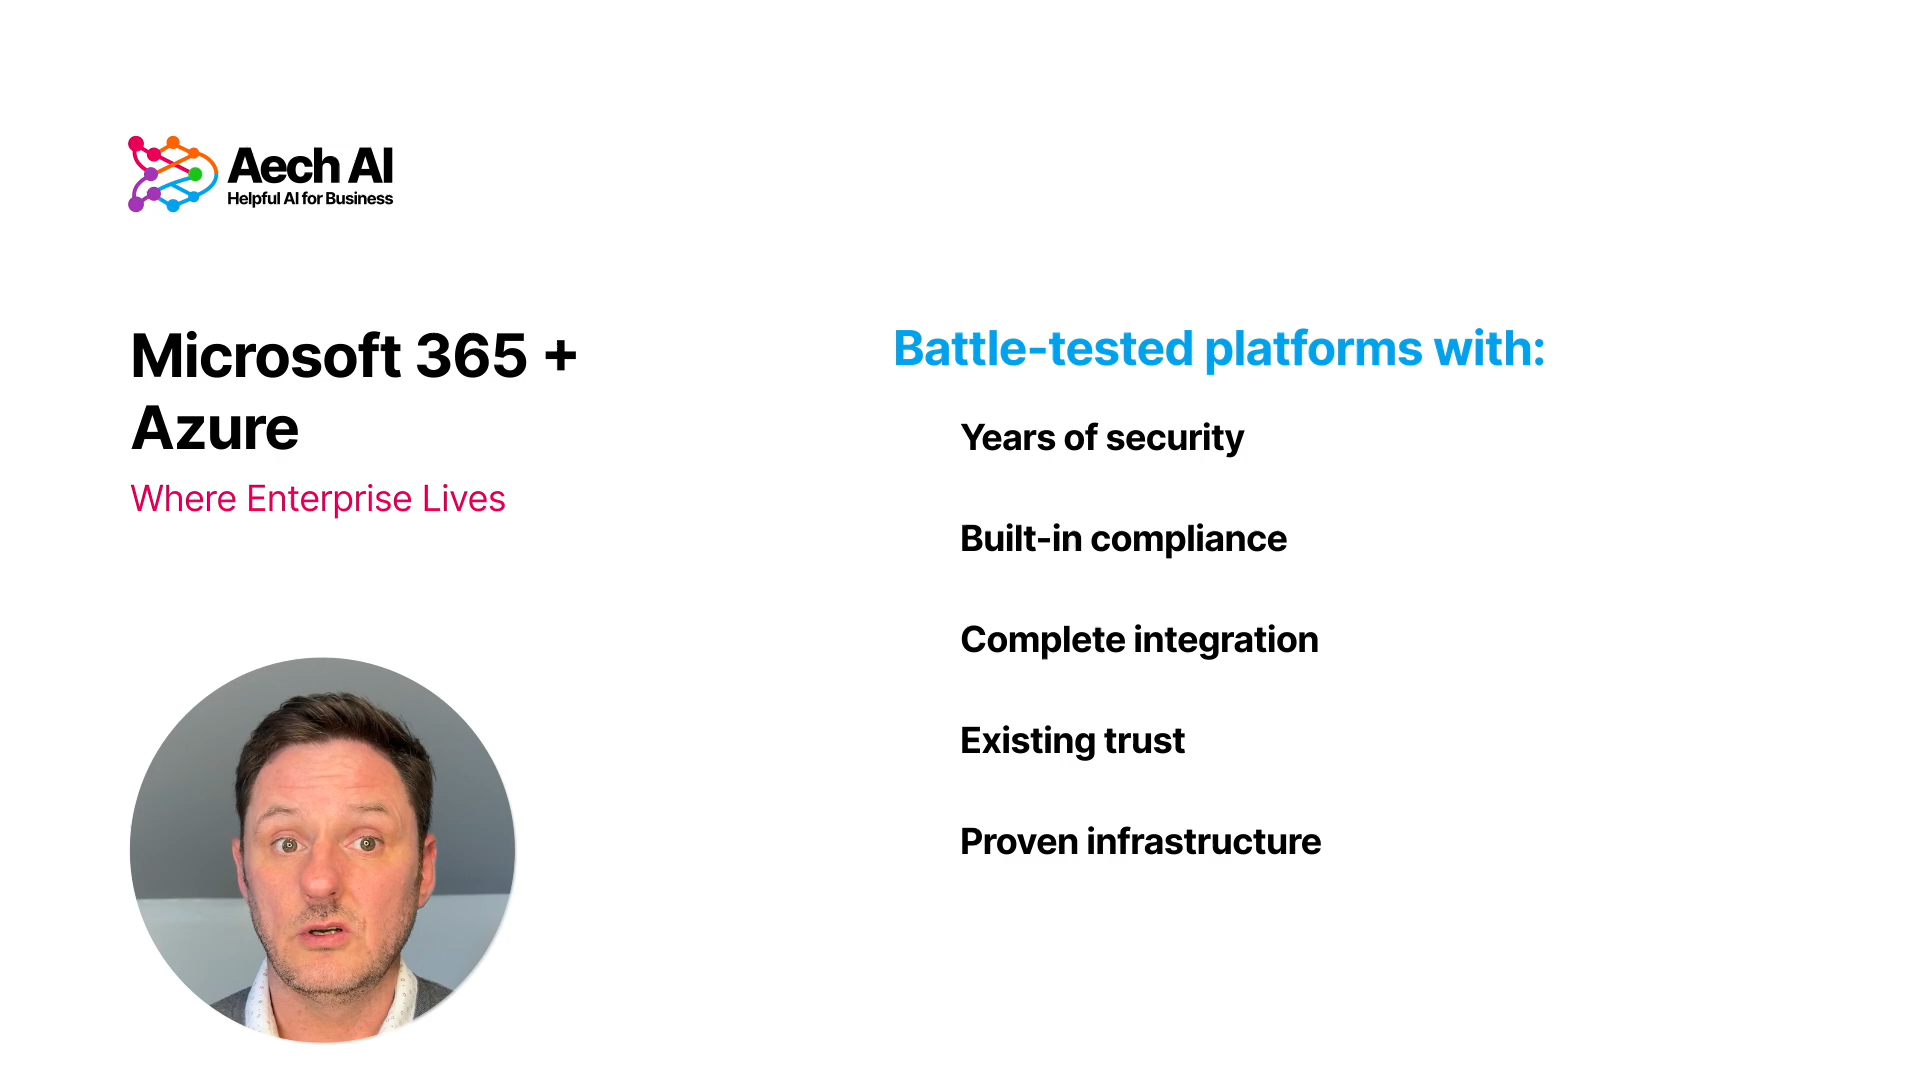 Aech AI
Helpful AI for Business
Microsoft 365 +
Azure
Where Enterprise Lives
Battle-tested platforms with:
Years of security
Built-in compliance
Complete integration
Existing trust
Proven infrastructure